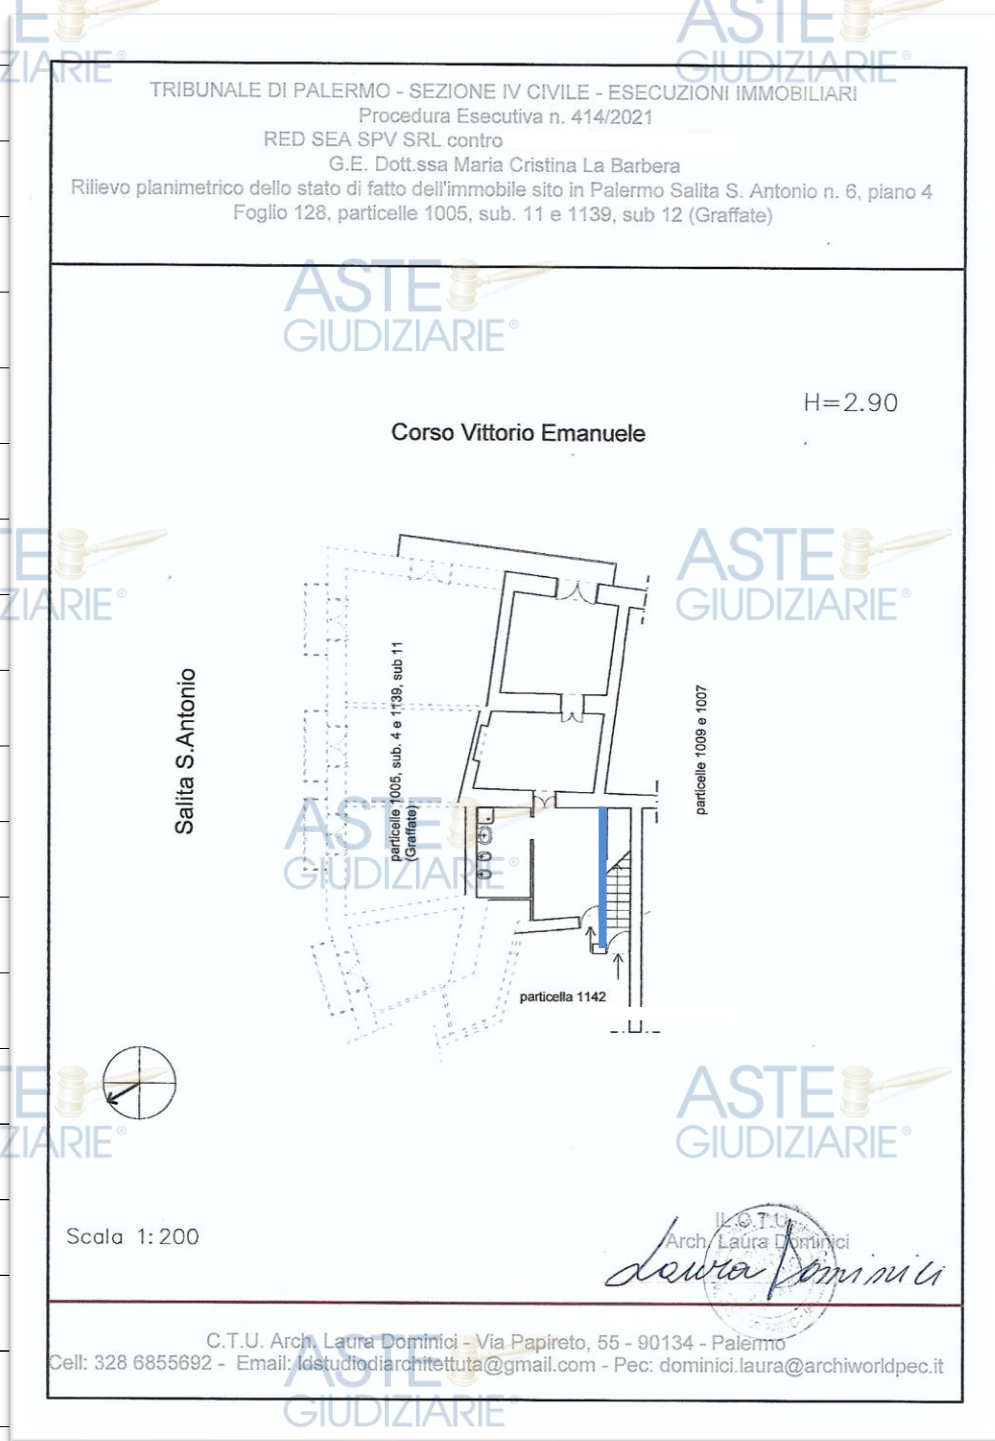 TRIBUNALE DI PALERMO - SEZIONE IV CIVILE - ESECUZIONI IMMOBILIARI
Procedura Esecutiva n. 414/2021
RED SEA SPV SRL contro
G.E. Dott.ssa Maria Cristina La Barbera
Rilievo planimetrico dello stato di fatto dell'immobile sito in Palermo Salita S. Antonio n. 6, piano 4
Foglio 128, particelle 1005, sub. 11 e 1139, sub 12 (Graffate)
ASTE
GIUDIZIARIE®
H=2.90
Corso Vittorio Emanuele
ASTE
GIUDIZIARIE®
Salita S.Antonio
particelle 1005, sub. 4 e 1139, sub 11
(Graffate)
particelle 1009 e 1007
ASTE
GIUDIZIARIE®
particella 1142
ASTE
GIUDIZIARIE®
Scala 1:200
IL C.T.U.
Arch. Laura Dominici
Laura Dominici
C.T.U. Arch. Laura Dominici - Via Papireto, 55 - 90134 - Palermo
Cell: 328 6855692 - Email: ldstudiodiarchitettuta@gmail.com - Pec: dominici.laura@archiworldpec.it
ASTE
GIUDIZIARIE®